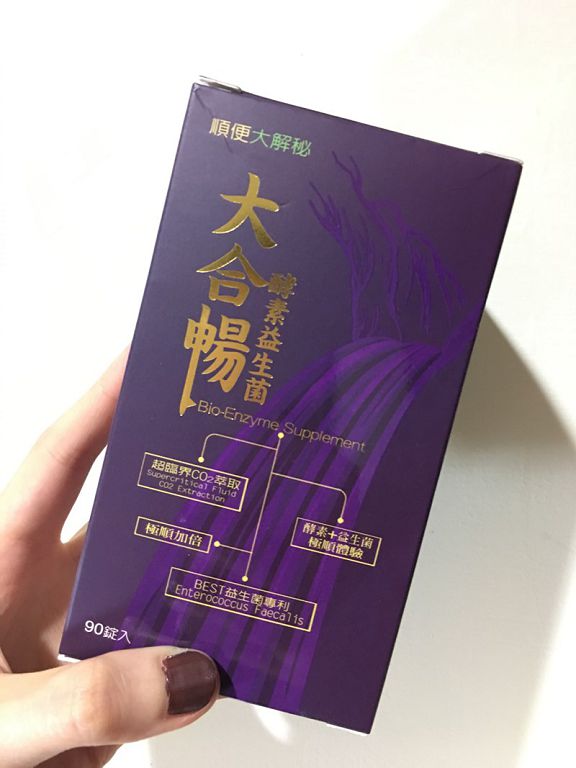 順便大解秘
大合暢
酵素益生菌
Bio-Enzyme Supplement
超臨界CO₂萃取
Supercritical Fluid
CO2 Extraction
酵素+益生菌
極順體驗
極順加倍
BEST益生菌專利
Enterococcus Faecalis
90錠入